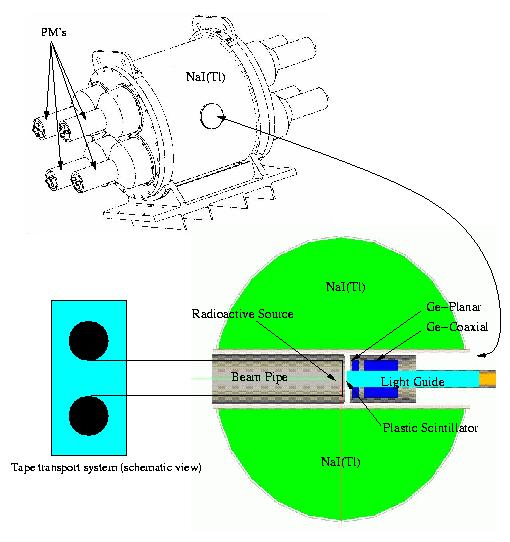 PM's
NaI(Tl)
NaI(Tl)
Ge-Planar
Radioactive Source
Ge-Coaxial
Beam Pipe
Light Guide
Plastic Scintillator
NaI(Tl)
Tape transport system (schematic view)